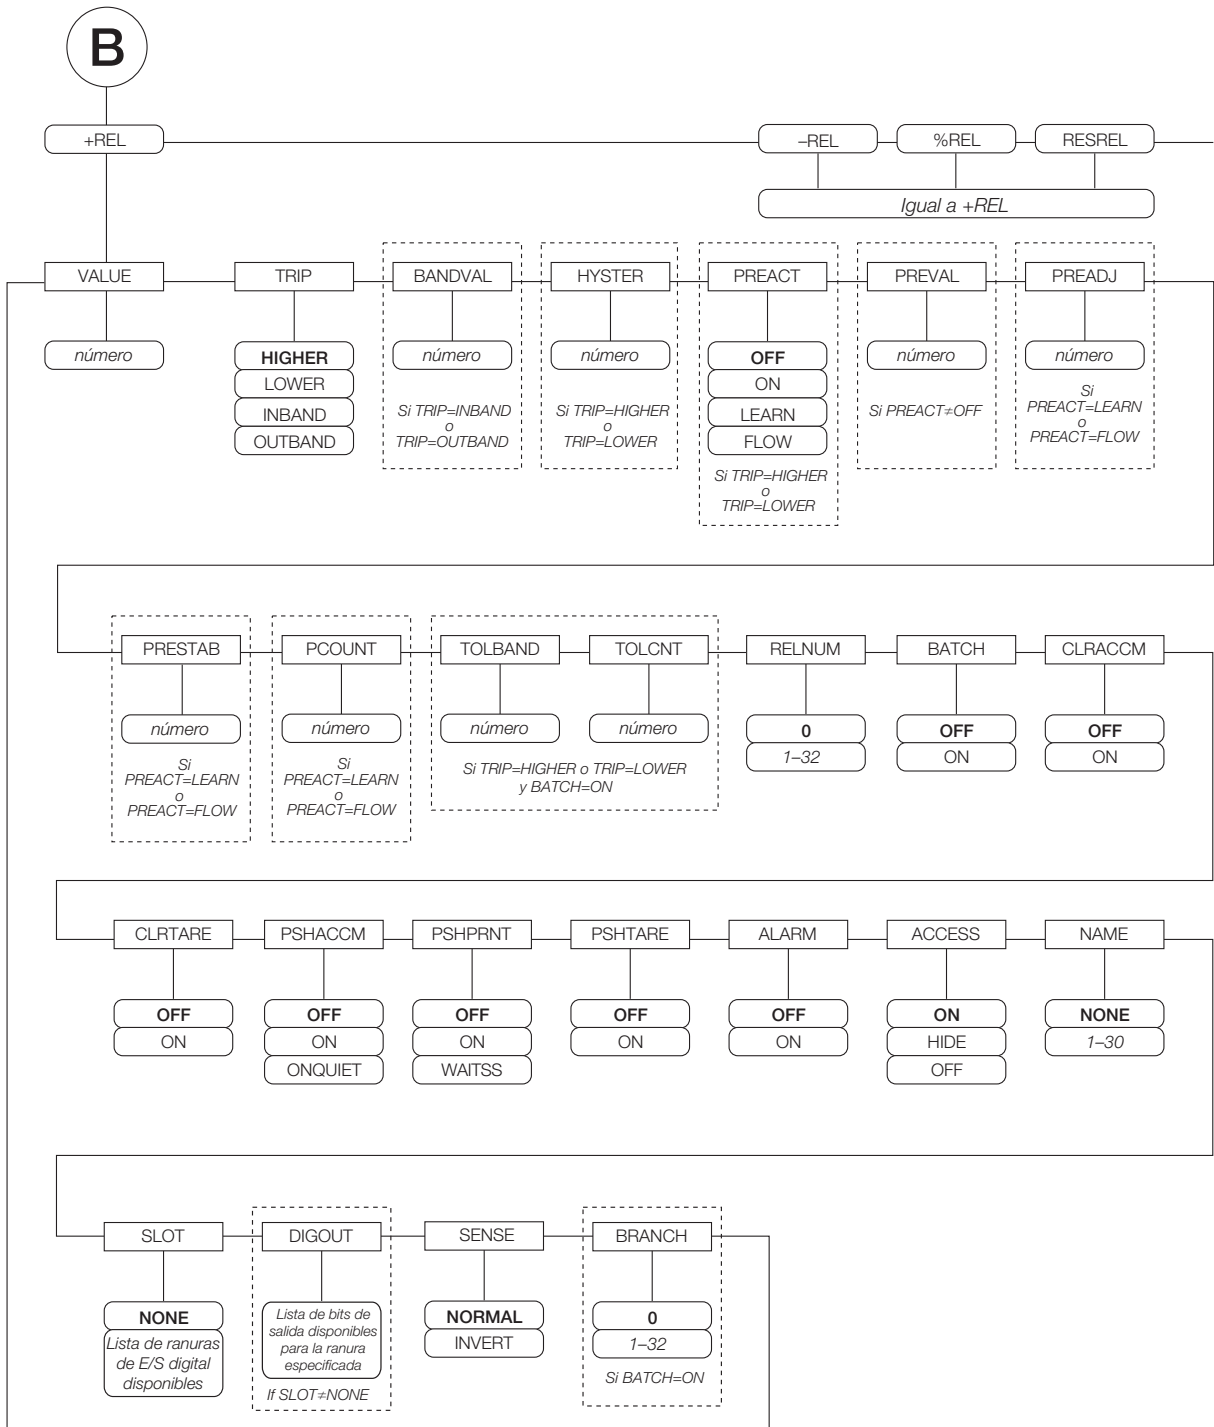 B
+REL
–REL
%REL
RESREL
Igual a +REL
VALUE
TRIP
BANDVAL
HYSTER
PREACT
PREVAL
PREADJ
número
HIGHER
LOWER
INBAND
OUTBAND
número
Si TRIP=INBAND
o
TRIP=OUTBAND
número
Si TRIP=HIGHER
o
TRIP=LOWER
OFF
ON
LEARN
FLOW
Si TRIP=HIGHER
o
TRIP=LOWER
número
Si PREACT≠OFF
número
Si
PREACT=LEARN
o
PREACT=FLOW
PRESTAB
PCOUNT
TOLBAND
TOLCNT
RELNUM
BATCH
CLRACCM
número
Si
PREACT=LEARN
o
PREACT=FLOW
número
Si
PREACT=LEARN
o
PREACT=FLOW
número
número
Si TRIP=HIGHER o TRIP=LOWER
y BATCH=ON
0
1–32
OFF
ON
OFF
ON
CLRTARE
PSHACCM
PSHPRNT
PSHTARE
ALARM
ACCESS
NAME
OFF
ON
OFF
ON
ONQUIET
OFF
ON
WAITSS
OFF
ON
OFF
ON
ON
HIDE
OFF
NONE
1–30
SLOT
DIGOUT
SENSE
BRANCH
NONE
Lista de ranuras
de E/S digital
disponibles
Lista de bits de
salida disponibles
para la ranura
especificada
If SLOT≠NONE
NORMAL
INVERT
0
1–32
Si BATCH=ON